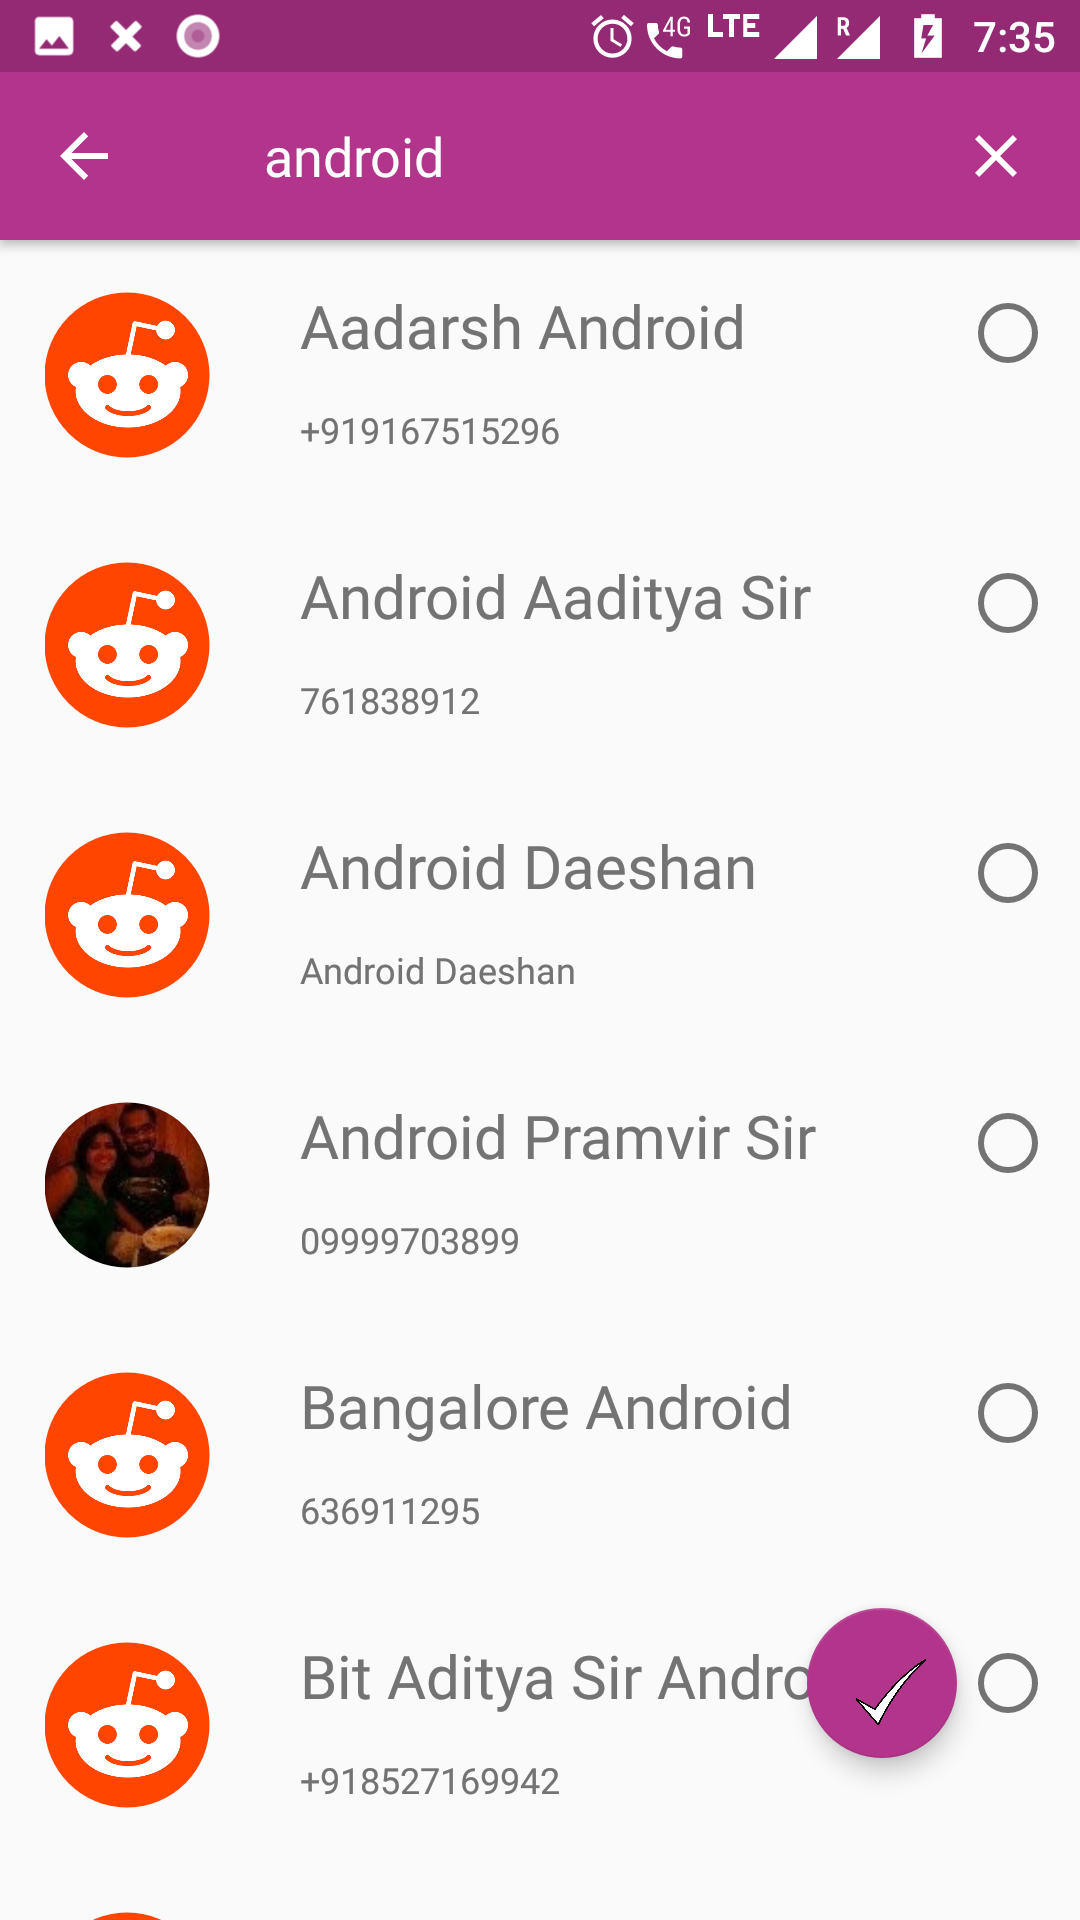 4G LTE R 7:35
android
Aadarsh Android
+919167515296
Android Aaditya Sir
761838912
Android Daeshan
Android Daeshan
Android Pramvir Sir
09999703899
Bangalore Android
636911295
Bit Aditya Sir Andro
+918527169942